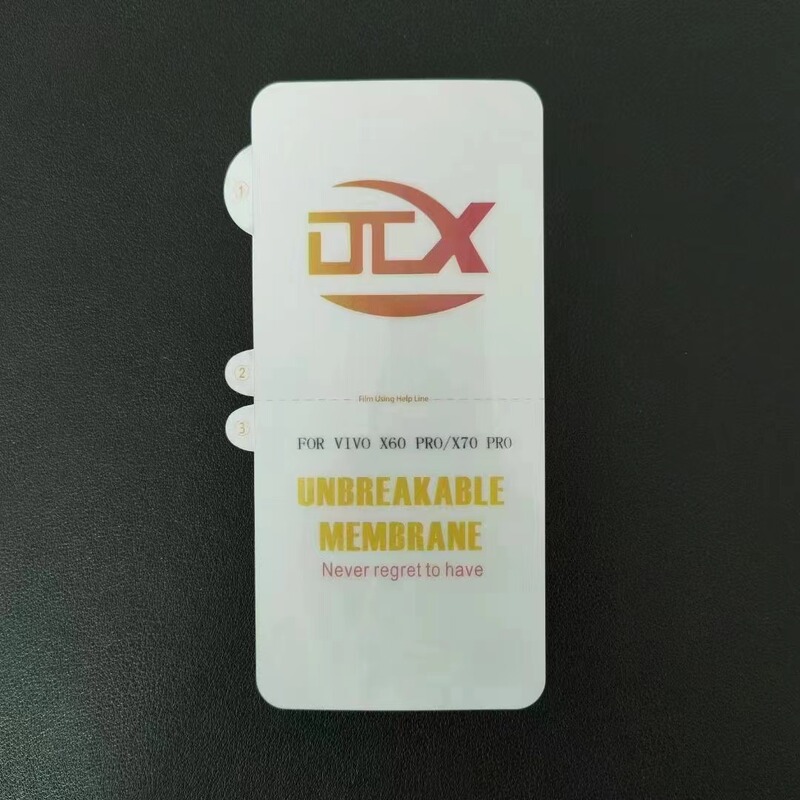 ①
DTX
②
Film Using Help Line
③
FOR VIVO X60 PRO/X70 PRO
UNBREAKABLE
MEMBRANE
Never regret to have